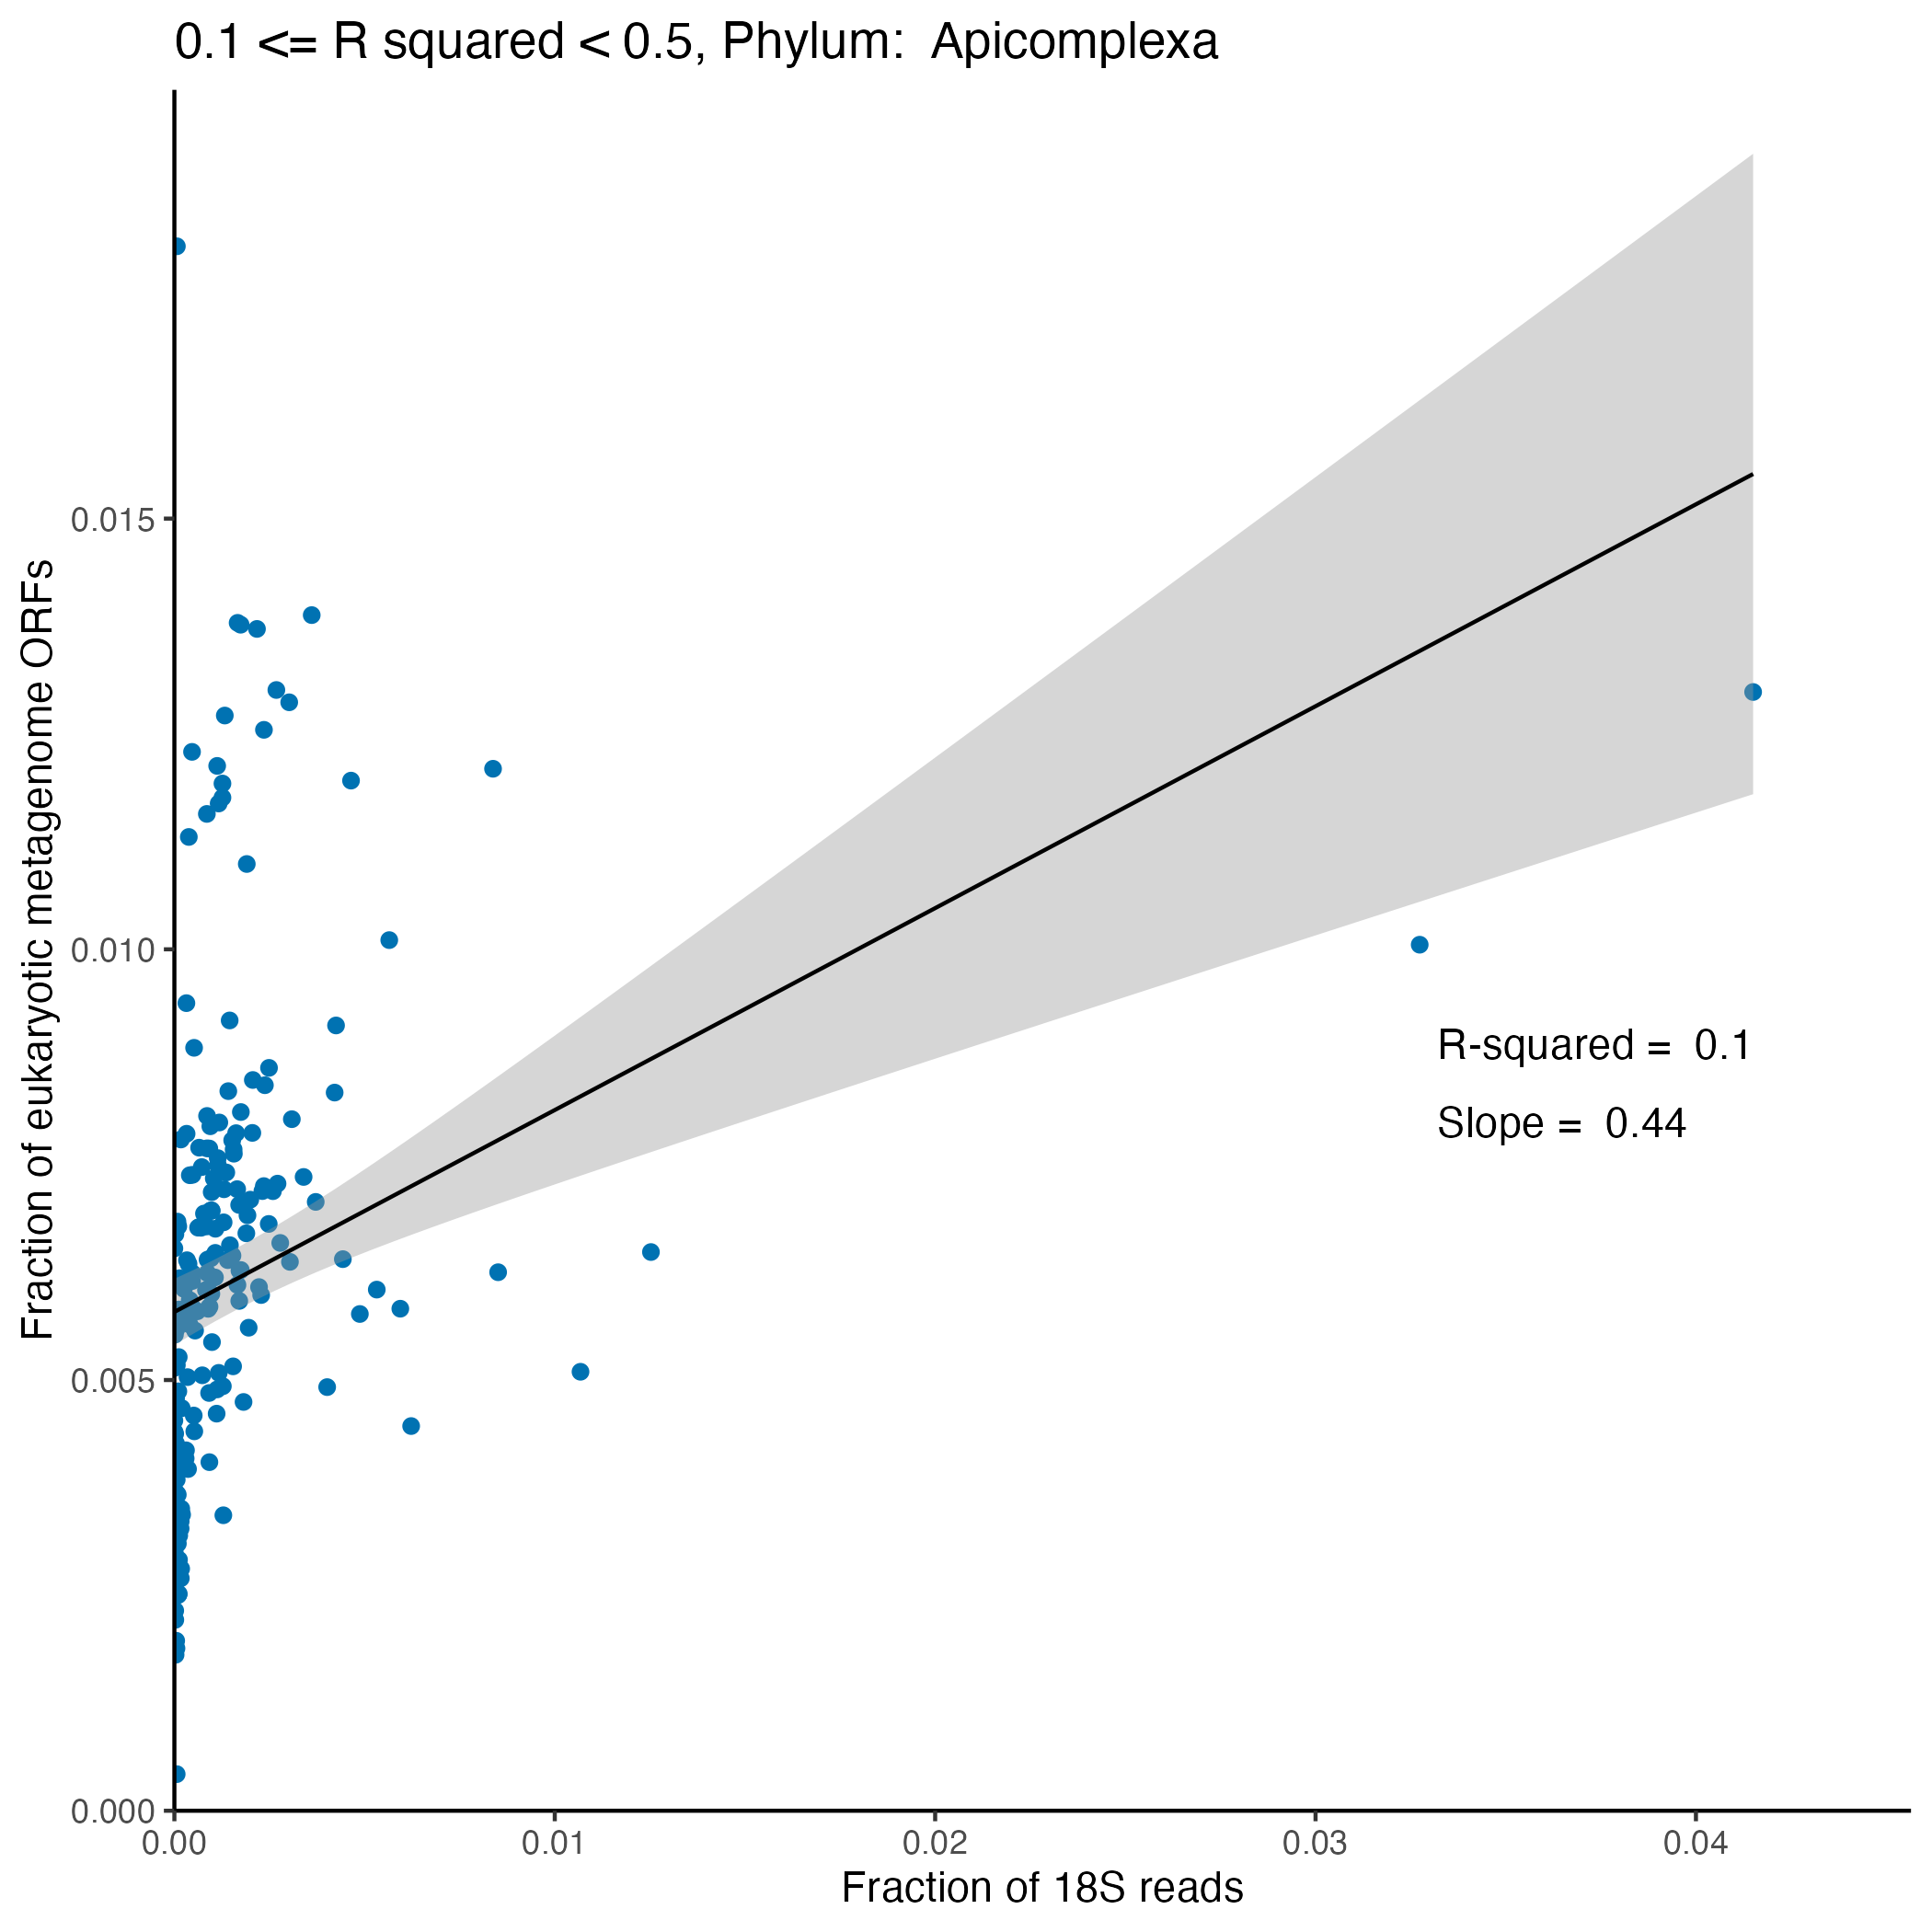 0.1 <= R squared < 0.5, Phylum:  Apicomplexa
Fraction of eukaryotic metagenome ORFs
0.015
0.010
0.005
0.000
R-squared =  0.1
Slope =  0.44
0.00 0.01 0.02 0.03 0.04
Fraction of 18S reads